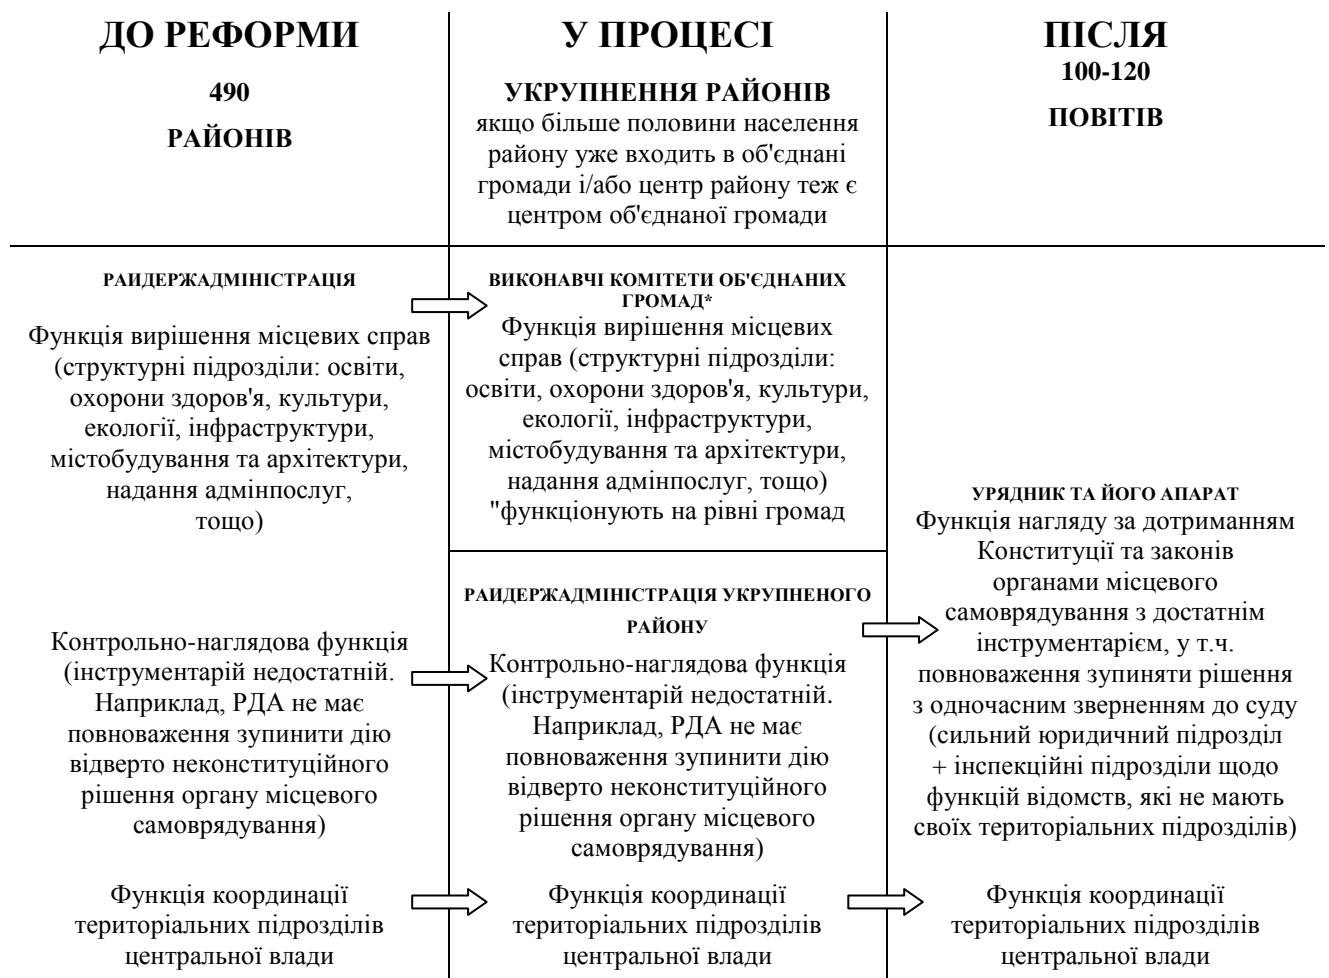 ДО РЕФОРМИ
490
РАЙОНІВ
У ПРОЦЕСІ
УКРУПНЕННЯ РАЙОНІВ
якщо більше половини населення
району уже входить в об'єднані
громади і/або центр району теж є
центром об'єднаної громади
ПІСЛЯ
100-120
ПОВІТІВ
РАИДЕРЖАДМІНІСТРАЦІЯ
Функція вирішення місцевих справ
(структурні підрозділи: освіти,
охорони здоров'я, культури,
екології, інфраструктури,
містобудування та архітектури,
надання адмінпослуг,
тощо)
Контрольно-наглядова функція
(інструментарій недостатній.
Наприклад, РДА не має
повноваження зупинити дію
відверто неконституційного
рішення органу місцевого
самоврядування)
Функція координації
територіальних підрозділів
центральної влади
ВИКОНАВЧІ КОМІТЕТИ ОБ'ЄДНАНИХ
ГРОМАД*
Функція вирішення місцевих
справ (структурні підрозділи:
освіти, охорони здоров'я, культури,
екології, інфраструктури,
містобудування та архітектури,
надання адмінпослуг, тощо)
"функціонують на рівні громад
РАИДЕРЖАДМІНІСТРАЦІЯ УКРУПНЕНОГО
РАЙОНУ
Контрольно-наглядова функція
(інструментарій недостатній.
Наприклад, РДА не має
повноваження зупинити дію
відверто неконституційного
рішення органу місцевого
самоврядування)
Функція координації
територіальних підрозділів
центральної влади
УРЯДНИК ТА ЙОГО АПАРАТ
Функція нагляду за дотриманням
Конституції та законів
органами місцевого
самоврядування з достатнім
інструментарієм, у т.ч.
повноваження зупиняти рішення
з одночасним зверненням до суду
(сильний юридичний підрозділ
+ інспекційні підрозділи щодо
функцій відомств, які не мають
своїх територіальних підрозділів)
Функція координації
територіальних підрозділів
центральної влади